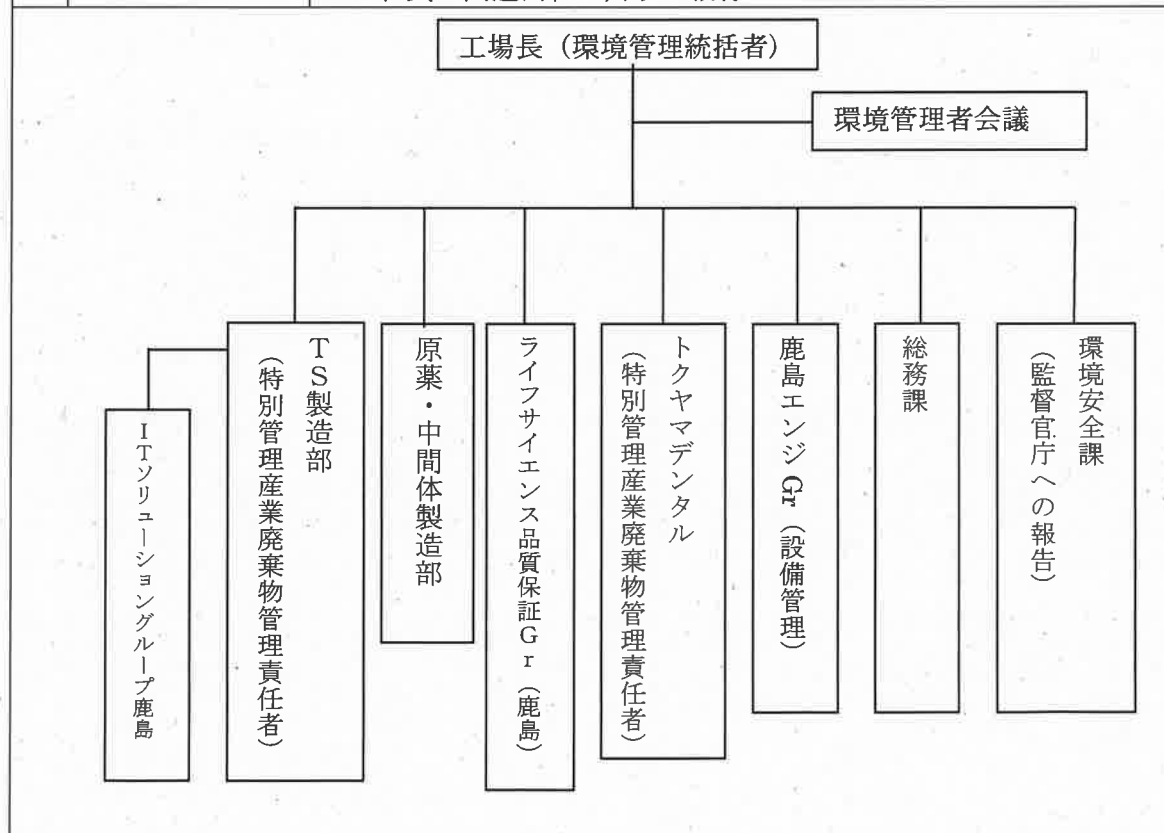 工場長（環境管理統括者）
環境管理者会議
ITソリューショングループ鹿島
TS製造部
（特別管理産業廃棄物管理責任者）
原薬・中間体製造部
ライフサイエンス品質保証Gr（鹿島）
トクヤマデンタル
（特別管理産業廃棄物管理責任者）
鹿島エンジGr（設備管理）
総務課
環境安全課
（監督官庁への報告）